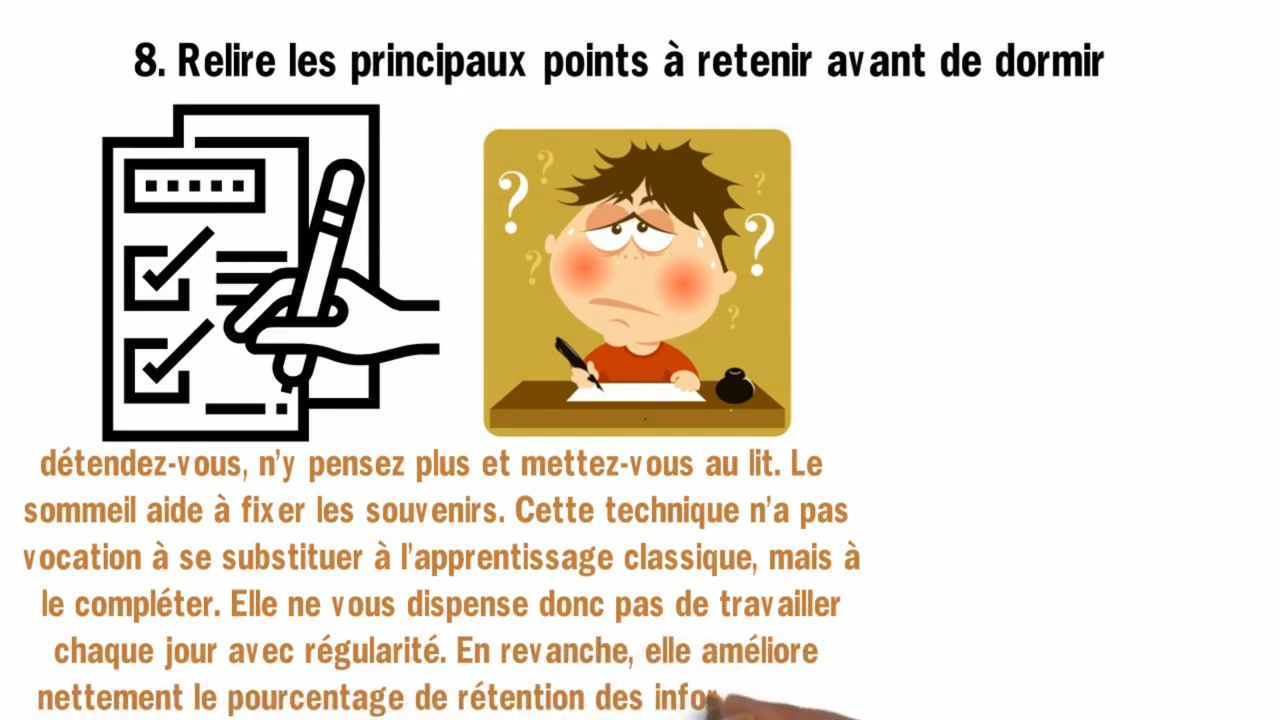 8. Relire les principaux points à retenir avant de dormir
détendez-vous, n'y pensez plus et mettez-vous au lit. Le
sommeil aide à fixer les souvenirs. Cette technique n'a pas
vocation à se substituer à l'apprentissage classique, mais à
le compléter. Elle ne vous dispense donc pas de travailler
chaque jour avec régularité. En revanche, elle améliore
nettement le pourcentage de rétention des